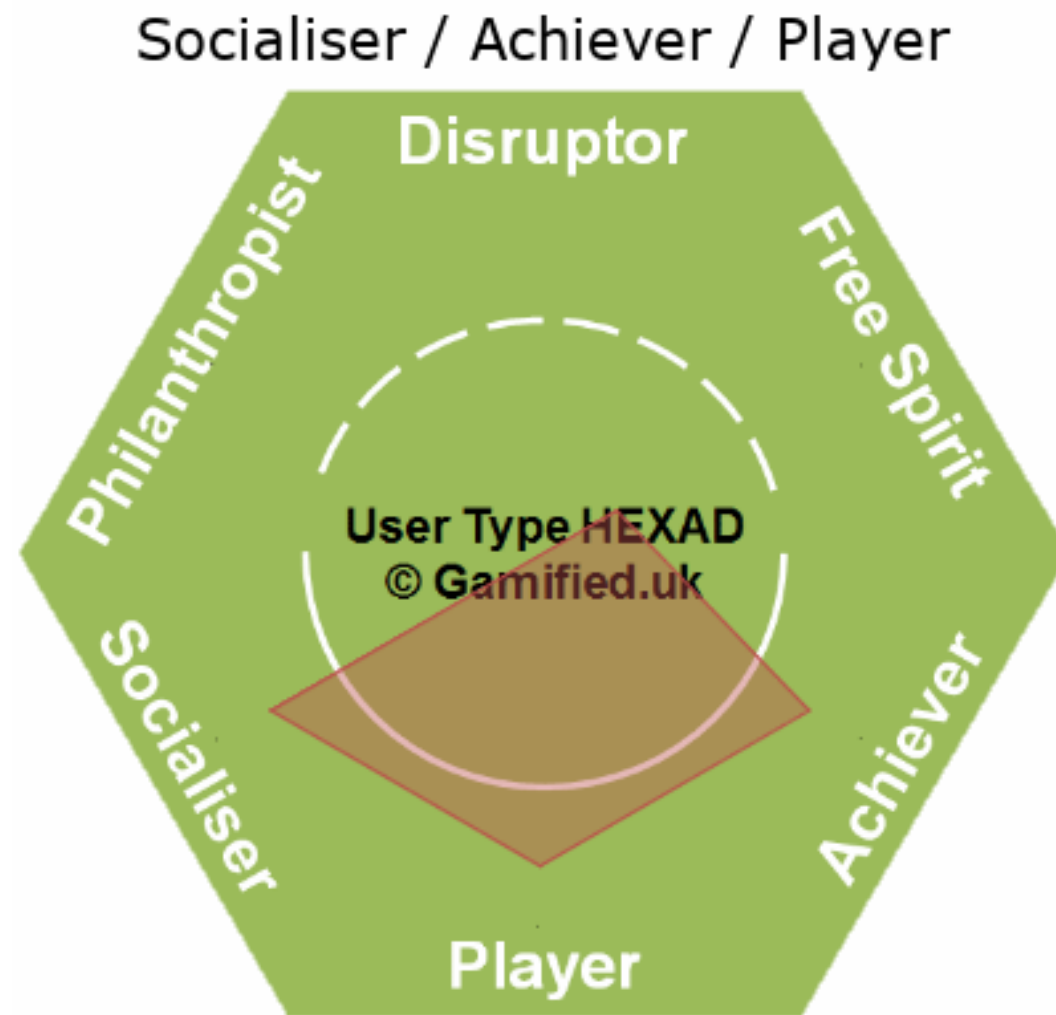 Socialiser / Achiever / Player
Disruptor
Philanthropist
Free Spirit
User Type HEXAD
© Gamified.uk
Socialiser
Achiever
Player